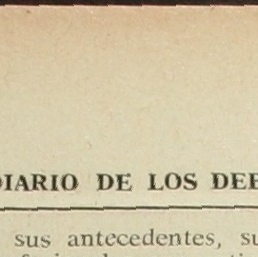 DIARIO DE LOS DEB
sus antecedentes, su